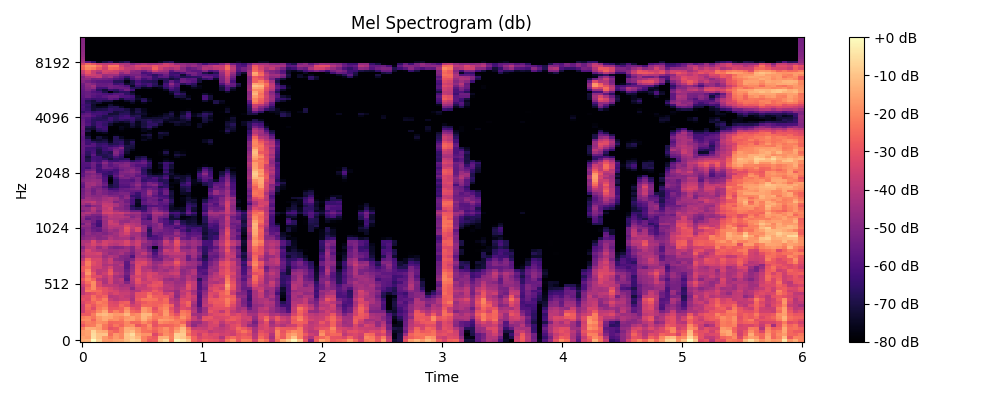 Mel Spectrogram (db)
8192
4096
2048
1024
512
0
Hz
0 1 2 3 4 5 6
Time
+0 dB
-10 dB
-20 dB
-30 dB
-40 dB
-50 dB
-60 dB
-70 dB
-80 dB